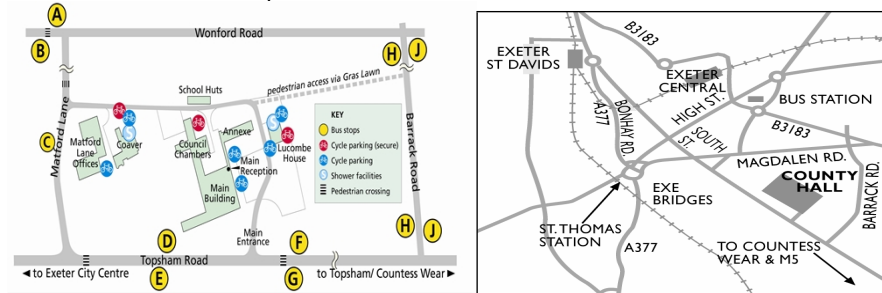 A
Wonford Road
B
H
J
School Huts
pedestrian access via Gras Lawn
Matford Lane
C
Matford
Lane
Offices
Coaver
Council
Chambers
Annexe
S
S
Lucombe
House
Main
Reception
Main
Building
KEY
Bus stops
Cycle parking (secure)
Cycle parking
S
Shower facilities
Pedestrian crossing
Barrack Road
H
J
D
Main
Entrance
F
Topsham Road
E
G
to Exeter City Centre
to Topsham/ Countess Wear
B3183
EXETER
ST DAVIDS
EXETER
CENTRAL
A377
BONHAY RD.
HIGH ST.
BUS STATION
B3183
SOUTH
ST.
MAGDALEN RD.
COUNTY
HALL
BARRACK RD.
EXE
BRIDGES
ST.THOMAS
STATION
A377
TO COUNTESS
WEAR & M5